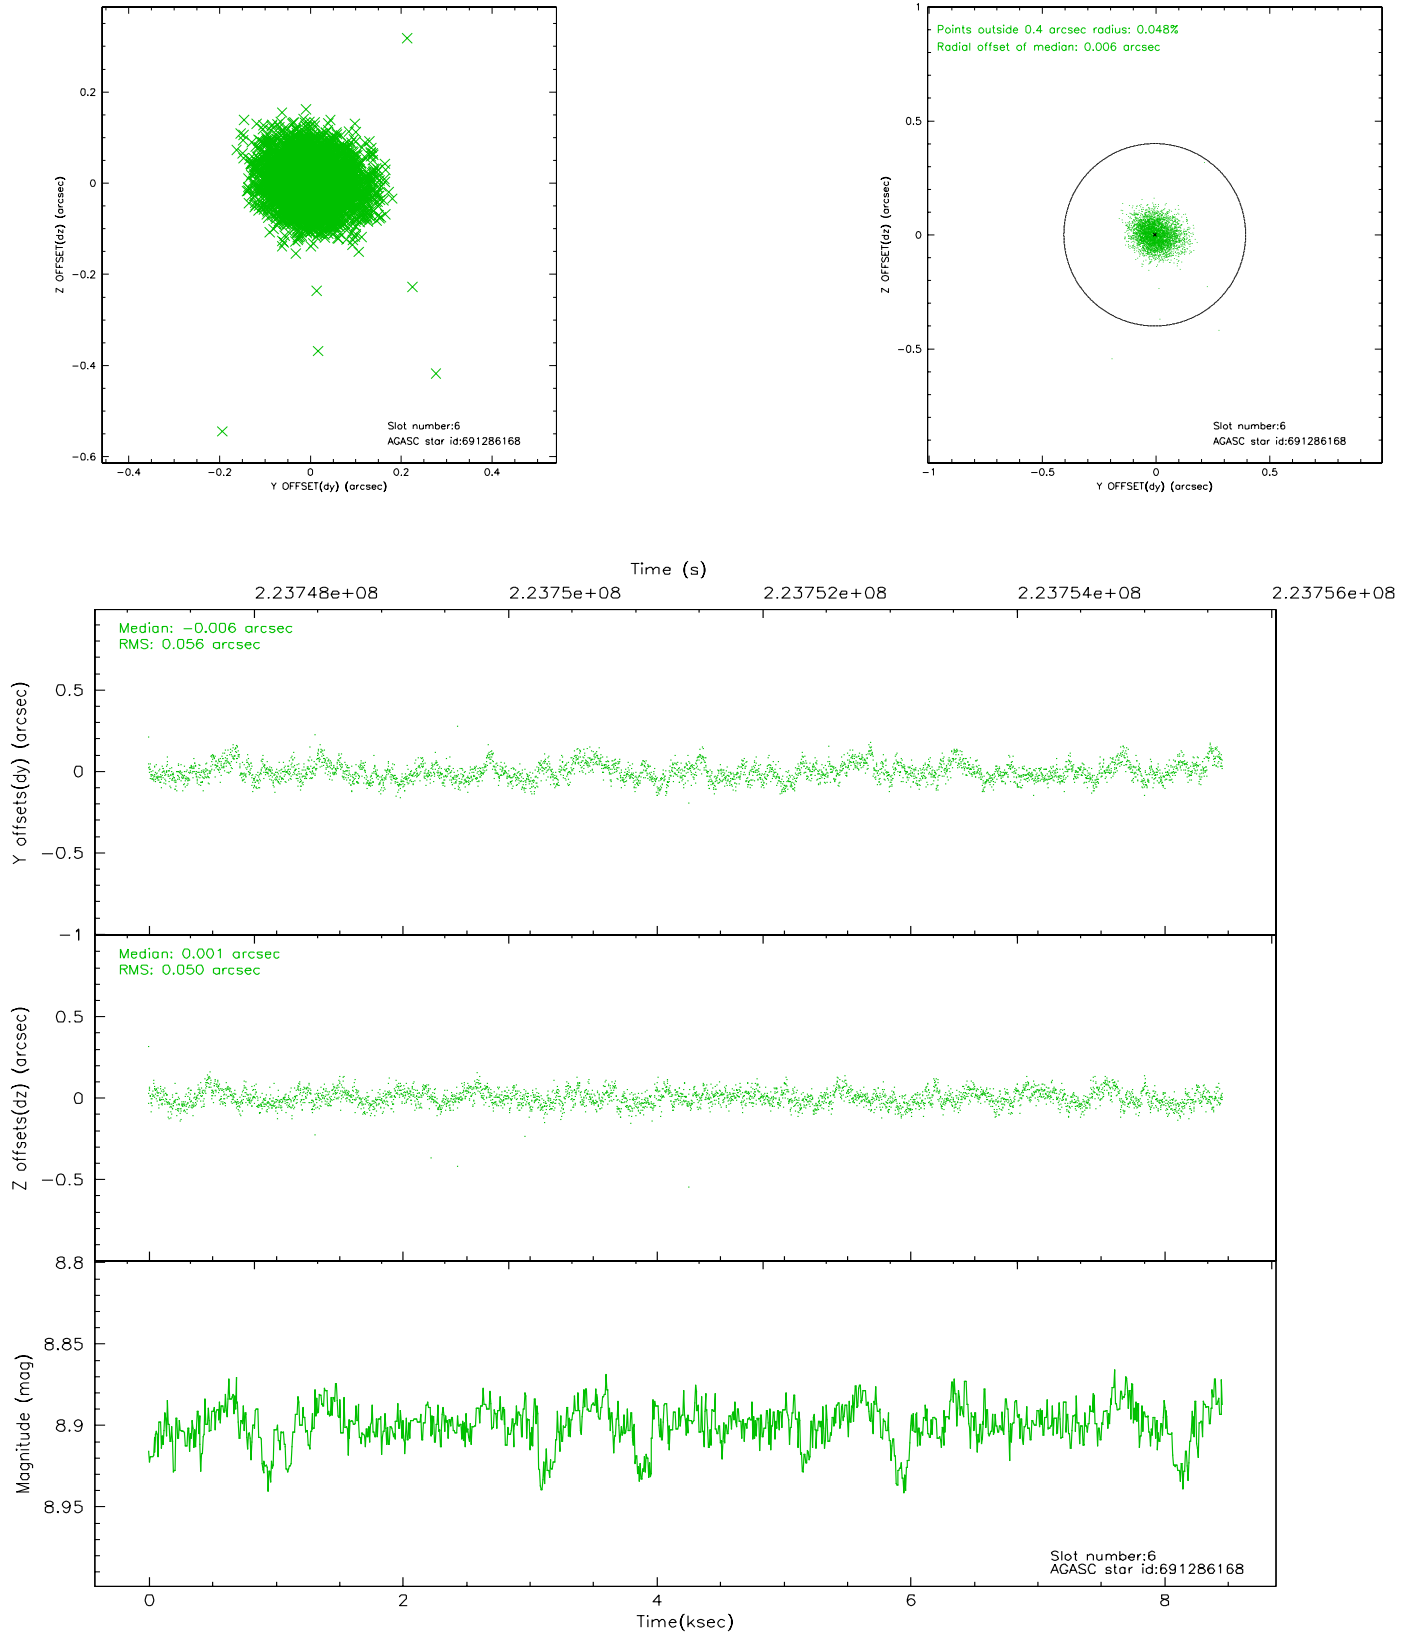 0.2
0
-0.2
-0.4
-0.6
Z OFFSET(dz) (arcsec)
-0.4
-0.2
0
0.2
0.4
Y OFFSET(dy) (arcsec)
Slot number:6
AGASC star id:691286168
Points outside 0.4 arcsec radius: 0.048%
Radial offset of median: 0.006 arcsec
1
0.5
0
-0.5
Z OFFSET(dz) (arcsec)
-1
-0.5
0
0.5
Y OFFSET(dy) (arcsec)
Slot number:6
AGASC star id:691286168
Time (s)
2.23748e+08
2.2375e+08
2.23752e+08
2.23754e+08
2.23756e+08
Median: -0.006 arcsec
RMS: 0.056 arcsec
0.5
0
-0.5
-1
Y offsets(dy) (arcsec)
Median: 0.001 arcsec
RMS: 0.050 arcsec
0.5
0
-0.5
Z offsets(dz) (arcsec)
8.8
8.85
8.9
8.95
Magnitude (mag)
Slot number:6
AGASC star id:691286168
0
2
4
6
8
Time(ksec)